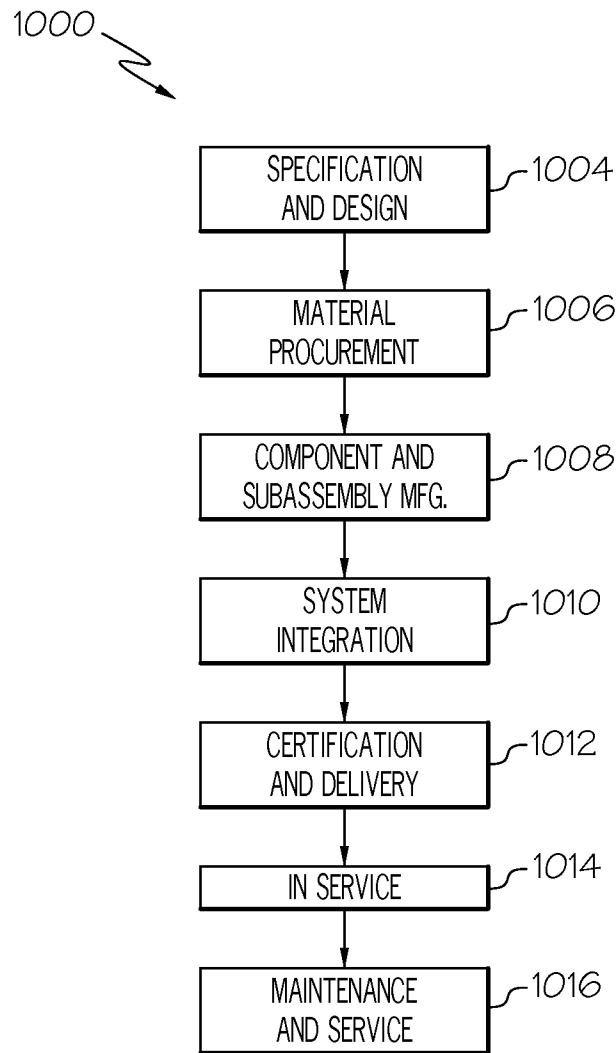 1000
SPECIFICATION
AND DESIGN
1004
MATERIAL
PROCUREMENT
1006
COMPONENT AND
SUBASSEMBLY MFG.
1008
SYSTEM
INTEGRATION
1010
CERTIFICATION
AND DELIVERY
1012
IN SERVICE
1014
MAINTENANCE
AND SERVICE
1016